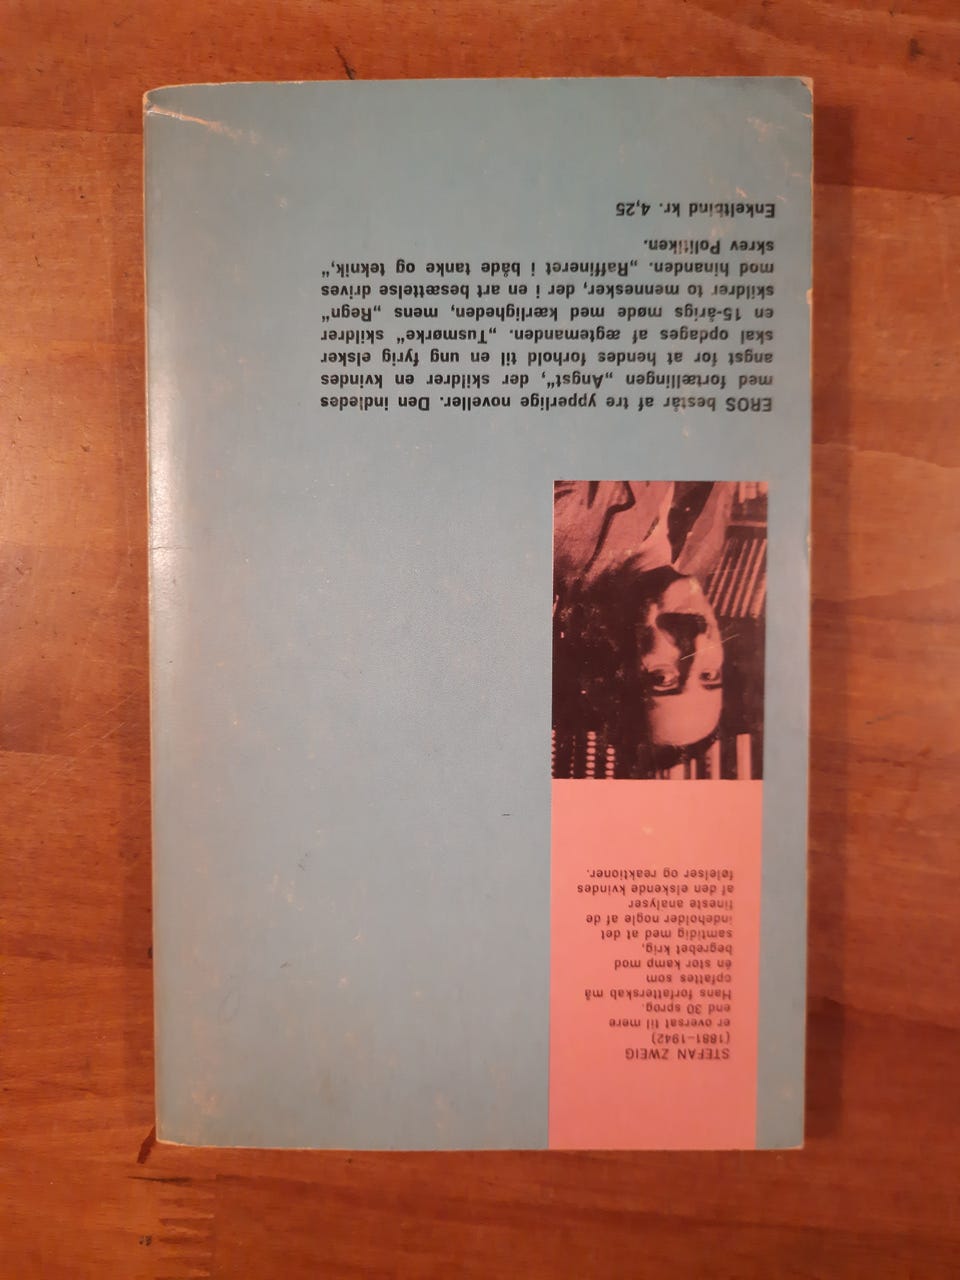 STEFAN ZWEIG
(1881-1942)
er oversat til mere
end 30 sprog.
Hans forfatterskab må
opfattes som
én stor kamp mod
begrebet krig,
samtidig med at det
indeholder nogle af de
fineste analyser
af den elskende kvindes
følelser og reaktioner.
EROS består af tre ypperlige noveller. Den indledes
med fortællingen „Angst“, der skildrer en kvindes
angst for at hendes forhold til en ung fyrig elsker
skal opdages af ægtemanden. „Tusmørke“ skildrer
en 15-årigs møde med kærligheden, mens „Regn“
skildrer to mennesker, der i en art besættelse drives
mod hinanden. „Raffineret i både tanke og teknik,“
skrev Politiken.
Enkeltbind kr. 4,25